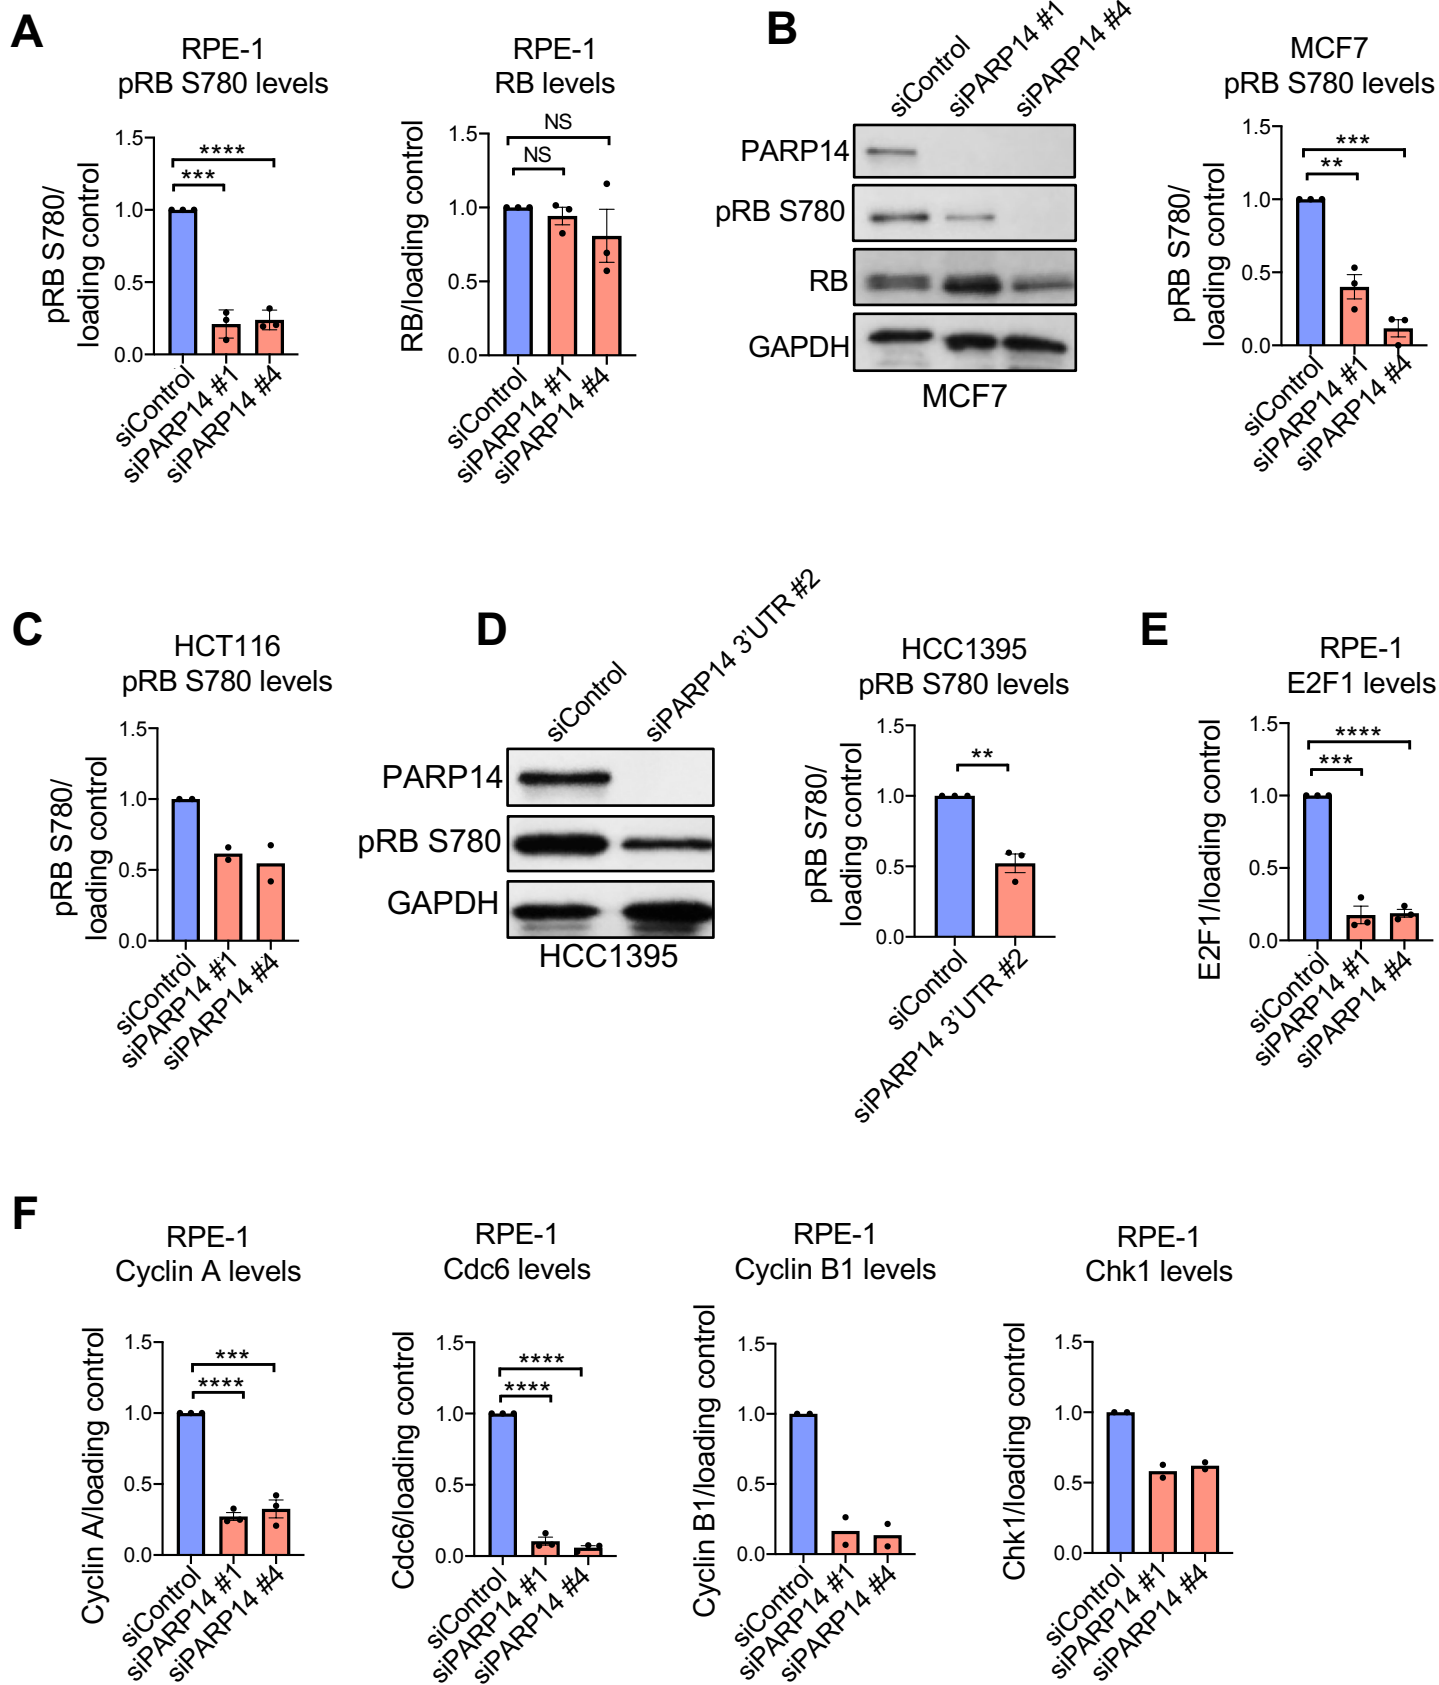 A
RPE-1
pRB S780 levels
pRB S780/
loading control
1.5
1.0
0.5
0.0
****
***
siControl
siPARP14 #1
siPARP14 #4
RPE-1
RB levels
RB/loading control
1.5
1.0
0.5
0.0
NS
NS
siControl
siPARP14 #1
siPARP14 #4
B
siControl
siPARP14 #1
siPARP14 #4
PARP14
pRB S780
RB
GAPDH
MCF7
MCF7
pRB S780 levels
pRB S780/
loading control
1.5
1.0
0.5
0.0
***
**
siControl
siPARP14 #1
siPARP14 #4
C
HCT116
pRB S780 levels
pRB S780/
loading control
1.5
1.0
0.5
0.0
siControl
siPARP14 #1
siPARP14 #4
D
siControl
siPARP14 3'UTR #2
PARP14
pRB S780
GAPDH
HCC1395
HCC1395
pRB S780 levels
pRB S780/
loading control
1.5
1.0
0.5
0.0
**
siControl
siPARP14 3'UTR #2
E
RPE-1
E2F1 levels
E2F1/loading control
1.5
1.0
0.5
0.0
****
***
siControl
siPARP14 #1
siPARP14 #4
F
RPE-1
Cyclin A levels
Cyclin A/loading control
1.5
1.0
0.5
0.0
***
****
siControl
siPARP14 #1
siPARP14 #4
RPE-1
Cdc6 levels
Cdc6/loading control
1.5
1.0
0.5
0.0
****
****
siControl
siPARP14 #1
siPARP14 #4
RPE-1
Cyclin B1 levels
Cyclin B1/loading control
1.5
1.0
0.5
0.0
siControl
siPARP14 #1
siPARP14 #4
RPE-1
Chk1 levels
Chk1/loading control
1.5
1.0
0.5
0.0
siControl
siPARP14 #1
siPARP14 #4